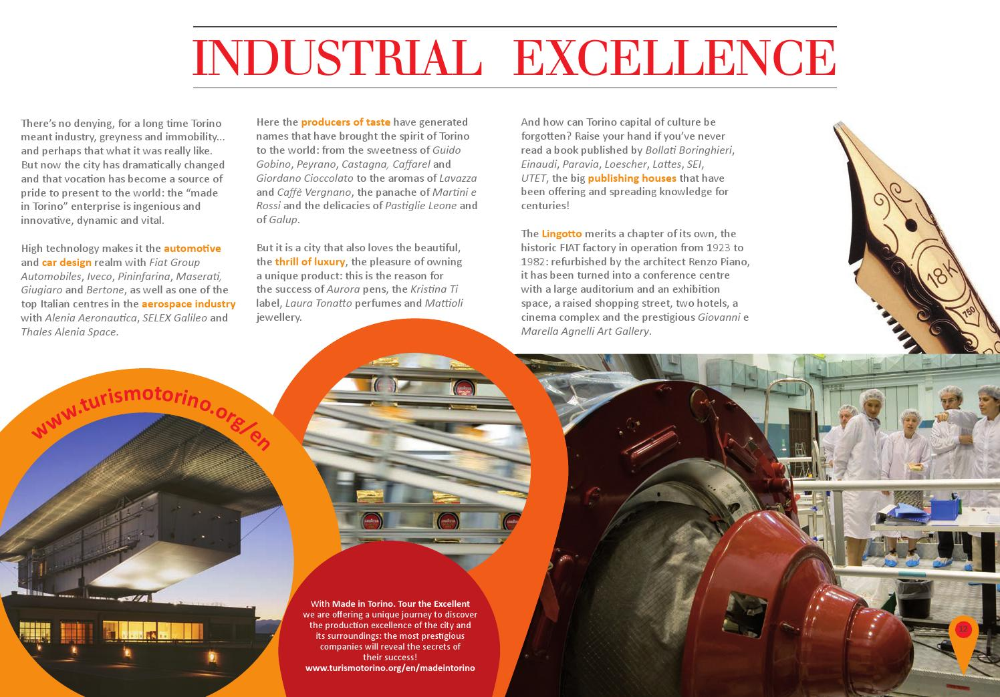 INDUSTRIAL EXCELLENCE
There's no denying, for a long time Torino
meant industry, greyness and immobility...
and perhaps that what it was really like.
But now the city has dramatically changed
and that vocation has become a source of
pride to present to the world: the “made
in Torino” enterprise is ingenious and
innovative, dynamic and vital.
High technology makes it the automotive
and car design realm with Fiat Group
Automobiles, Iveco, Pininfarina, Maserati,
Giugiaro and Bertone, as well as one of the
top Italian centres in the aerospace industry
with Alenia Aeronautica, SELEX Galileo and
Thales Alenia Space.
Here the producers of taste have generated
names that have brought the spirit of Torino
to the world: from the sweetness of Guido
Gobino, Peyrano, Castagna, Caffarel and
Giordano Cioccolato to the aromas of Lavazza
and Caffè Vergnano, the panache of Martini e
Rossi and the delicacies of Pastiglie Leone and
of Galup.
But it is a city that also loves the beautiful,
the thrill of luxury, the pleasure of owning
a unique product: this is the reason for
the success of Aurora pens, the Kristina Ti
label, Laura Tonatto perfumes and Mattioli
jewellery.
And how can Torino capital of culture be
forgotten? Raise your hand if you've never
read a book published by Bollati Boringhieri,
Einaudi, Paravia, Loescher, Lattes, SEI,
UTET, the big publishing houses that have
been offering and spreading knowledge for
centuries!
The Lingotto merits a chapter of its own, the
historic FIAT factory in operation from 1923 to
1982: refurbished by the architect Renzo Piano,
it has been turned into a conference centre
with a large auditorium and an exhibition
space, a raised shopping street, two hotels, a
cinema complex and the prestigious Giovanni e
Marella Agnelli Art Gallery.
18K
750
www.turismotorino.org/en
LAVAZZA
LAVAZZA
With Made in Torino. Tour the Excellent
we are offering a unique journey to discover
the production excellence of the city and
its surroundings: the most prestigious
companies will reveal the secrets of
their success!
www.turismotorino.org/en/madeintorino
12